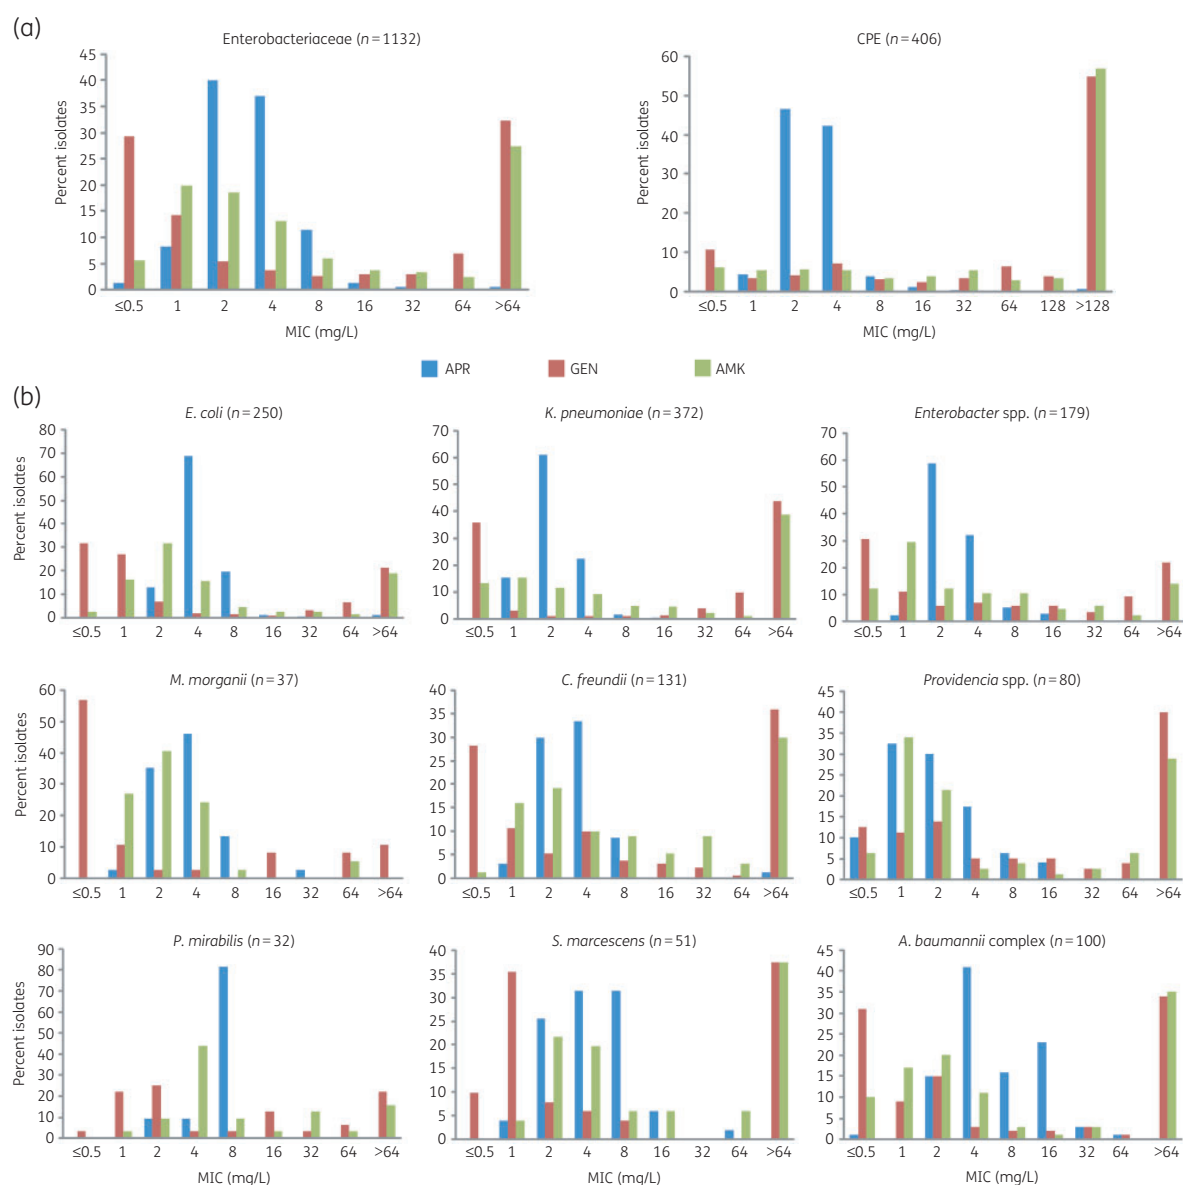 (a)
Enterobacteriaceae (n = 1132)
Percent isolates
45
40
35
30
25
20
15
10
5
0
≤0.5 1 2 4 8 16 32 64 >64
MIC (mg/L)
CPE (n = 406)
Percent isolates
60
50
40
30
20
10
0
≤0.5 1 2 4 8 16 32 64 128 >128
MIC (mg/L)
APR GEN AMK
(b)
E. coli (n = 250)
Percent isolates
80
70
60
50
40
30
20
10
0
≤0.5 1 2 4 8 16 32 64 >64
K. pneumoniae (n = 372)
70
60
50
40
30
20
10
0
≤0.5 1 2 4 8 16 32 64 >64
Enterobacter spp. (n = 179)
70
60
50
40
30
20
10
0
≤0.5 1 2 4 8 16 32 64 >64
M. morganii (n = 37)
Percent isolates
60
50
40
30
20
10
0
≤0.5 1 2 4 8 16 32 64 >64
C. freundii (n = 131)
40
35
30
25
20
15
10
5
0
≤0.5 1 2 4 8 16 32 64 >64
Providencia spp. (n = 80)
45
40
35
30
25
20
15
10
5
0
≤0.5 1 2 4 8 16 32 64 >64
P. mirabilis (n = 32)
Percent isolates
90
80
70
60
50
40
30
20
10
0
≤0.5 1 2 4 8 16 32 64 >64
MIC (mg/L)
S. marcescens (n = 51)
40
35
30
25
20
15
10
5
0
≤0.5 1 2 4 8 16 32 64 >64
MIC (mg/L)
A. baumannii complex (n = 100)
45
40
35
30
25
20
15
10
5
0
≤0.5 1 2 4 8 16 32 64 >64
MIC (mg/L)